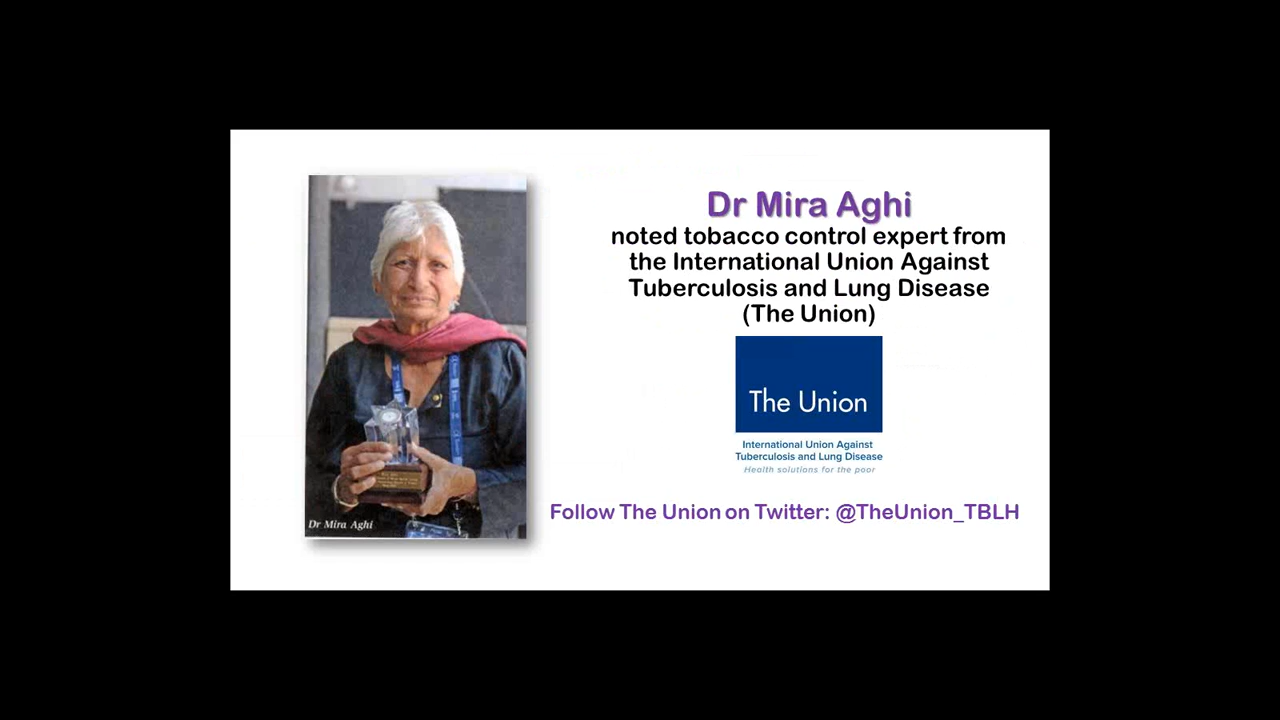 Dr Mira Aghi
noted tobacco control expert from
the International Union Against
Tuberculosis and Lung Disease
(The Union)
The Union
International Union Against
Tuberculosis and Lung Disease
Health solutions for the poor
Follow The Union on Twitter: @TheUnion_TBLH
Dr Mira Aghi